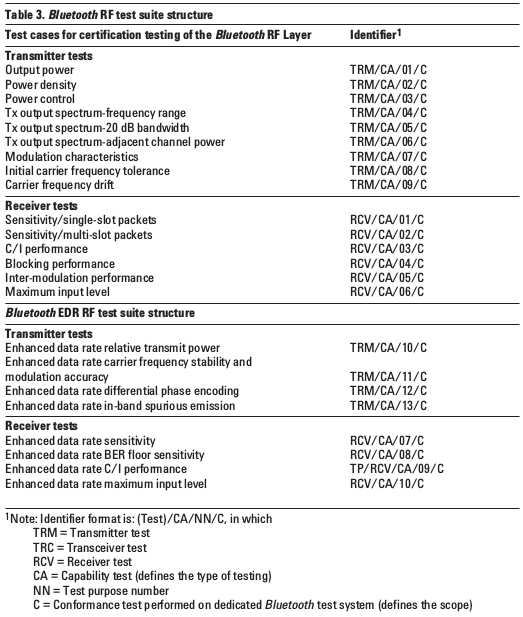 Table 3. Bluetooth RF test suite structure
Test cases for certification testing of the Bluetooth RF Layer Identifier1
Transmitter tests
Output power TRM/CA/01/C
Power density TRM/CA/02/C
Power control TRM/CA/03/C
Tx output spectrum-frequency range TRM/CA/04/C
Tx output spectrum-20 dB bandwidth TRM/CA/05/C
Tx output spectrum-adjacent channel power TRM/CA/06/C
Modulation characteristics TRM/CA/07/C
Initial carrier frequency tolerance TRM/CA/08/C
Carrier frequency drift TRM/CA/09/C
Receiver tests
Sensitivity/single-slot packets RCV/CA/01/C
Sensitivity/multi-slot packets RCV/CA/02/C
C/I performance RCV/CA/03/C
Blocking performance RCV/CA/04/C
Inter-modulation performance RCV/CA/05/C
Maximum input level RCV/CA/06/C
Bluetooth EDR RF test suite structure
Transmitter tests
Enhanced data rate relative transmit power TRM/CA/10/C
Enhanced data rate carrier frequency stability and
modulation accuracy TRM/CA/11/C
Enhanced data rate differential phase encoding TRM/CA/12/C
Enhanced data rate in-band spurious emission TRM/CA/13/C
Receiver tests
Enhanced data rate sensitivity RCV/CA/07/C
Enhanced data rate BER floor sensitivity RCV/CA/08/C
Enhanced data rate C/I performance TP/RCV/CA/09/C
Enhanced data rate maximum input level RCV/CA/10/C
1Note: Identifier format is: (Test)/CA/NN/C, in which
TRM = Transmitter test
TRC = Transceiver test
RCV = Receiver test
CA = Capability test (defines the type of testing)
NN = Test purpose number
C = Conformance test performed on dedicated Bluetooth test system (defines the scope)